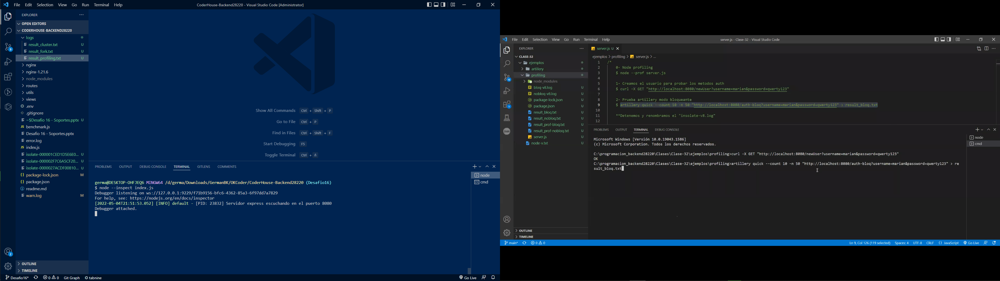 File Edit Selection View Go Run Terminal Help
CoderHouse-Backend28220 - Visual Studio Code [Administrator]
EXPLORER
OPEN EDITORS
CODERHOUSE-BACKEND28220
logs
result_cluster.txt U
result_fork.txt U
result_profiling.txt U
nginx
nginx-1.21.6
node_modules
routes
utils
views
.env
.gitignore
~$Desafio 16 - Soportes.pptx U
JS benchmark.js
Desafio 16 - Soportes.pptx
error.log
JS index.js
isolate-000001CED1D5E6E0... U
isolate-000002F7C6A5CF20... U
isolate-0000027ACDF00810... U
{} package-lock.json M
{} package.json
readme.md
warn.log M
OUTLINE
TIMELINE
9
2
Show All Commands Ctrl + Shift + P
Go to File Ctrl + P
Find in Files Ctrl + Shift + F
Start Debugging F5
Toggle Terminal Ctrl + ñ
PROBLEMS OUTPUT DEBUG CONSOLE TERMINAL GITLENS COMMENTS
node
cmd
germa@DESKTOP-OHFJEQ6 MINGW64 /d/germa/Downloads/GermanBK/OKCoder/CoderHouse-Backend28220 (Desafio16)
$ node --inspect index.js
Debugger listening on ws://127.0.0.1:9229/f71b9156-bfc6-4362-85a3-6f97dd7a7829
For help, see: https://nodejs.org/en/docs/inspector
[2022-05-04T21:51:53.052] [INFO] default - [PID: 23832] Servidor express escuchando en el puerto 8080
Debugger attached.
Desafio16* 0 0 Git Graph tabnine
Go Live
File Edit Selection View Go Run Terminal Help
server.js - Clase-32 - Visual Studio Code
EXPLORER
CLASE-32
ejemplos
artillery
profiling
node_modules
bloq-v8.log U
nobloq-v8.log U
package-lock.json U
package.json U
result_bloq.txt U
result_nobloq.txt U
result_prof-bloq.txt U
result_prof-nobloq.txt U
server.js U
node-v.txt U
OUTLINE
TIMELINE
15
1
json
server.js U
ejemplos > profiling > server.js > ...
1 /*
2 0- Node profiling
3 $ node --prof server.js
4
5 1- Creamos el usuario para probar los metodos auth
6 $ curl -X GET "http://localhost:8080/newUser?username=marian&password=qwerty123"
7
8 2- Prueba artillery modo bloqueante
9 $ artillery quick --count 10 -n 50 "http://localhost:8080/auth-bloq?username=marian&password=qwerty123" > result_bloq.txt
10
11 **Detenemos y renombramos el "insolate-v8.log"
12
PROBLEMS OUTPUT TERMINAL DEBUG CONSOLE
node
cmd
Microsoft Windows [Versión 10.0.19043.1586]
(c) Microsoft Corporation. Todos los derechos reservados.
C:\programacion_backend28220\Clases\Clase-32\ejemplos\profiling>curl -X GET "http://localhost:8080/newUser?username=marian&password=qwerty123"
OK
C:\programacion_backend28220\Clases\Clase-32\ejemplos\profiling>artillery quick --count 10 -n 50 "http://localhost:8080/auth-bloq?username=marian&password=qwerty123" > re
sult_bloq.txt
main* 0 0
Ln 9, Col 126 (119 selected) Spaces: 4 UTF-8 CRLF {} JavaScript Go Live